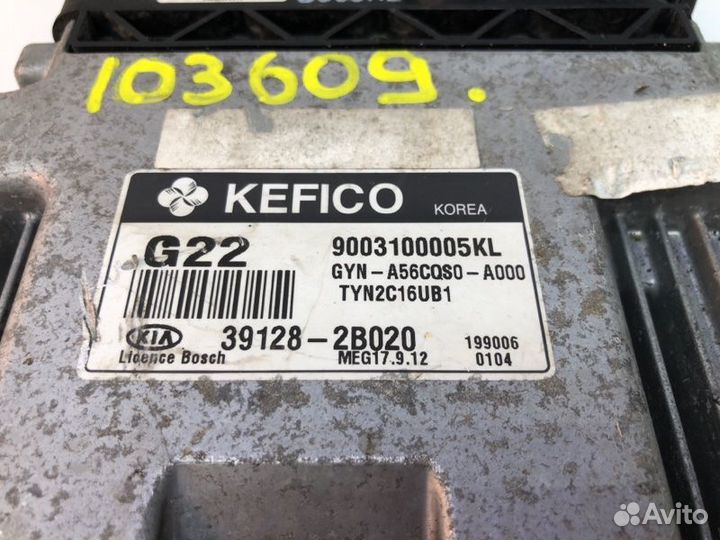 103609.
KEFICO KOREA
G22 9003100005KL
GYN-A56CQS0-A000
TYN2C16UB1
KIA 39128-2B020 199006
Licence Bosch MEG17.9.12 0104
Avito